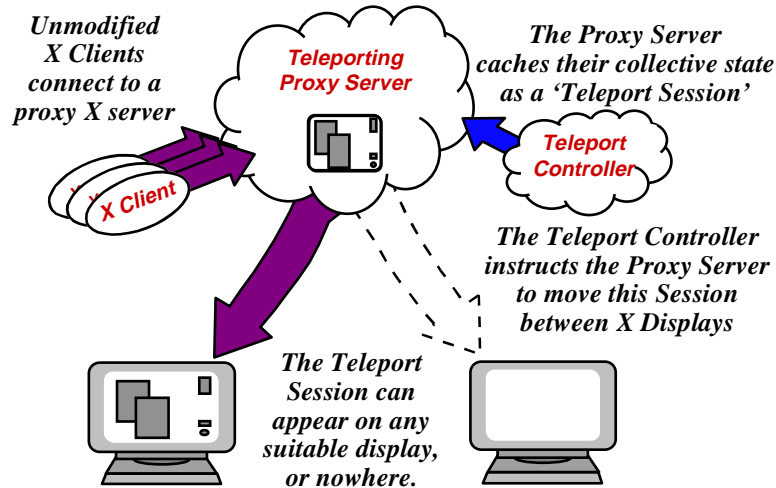 Unmodified
X Clients
connect to a
proxy X server
Teleporting
Proxy Server
The Proxy Server
caches their collective state
as a ‘Teleport Session’
Teleport
Controller
X
X
X Client
The Teleport Controller
instructs the Proxy Server
to move this Session
between X Displays
The Teleport
Session can
appear on any
suitable display,
or nowhere.